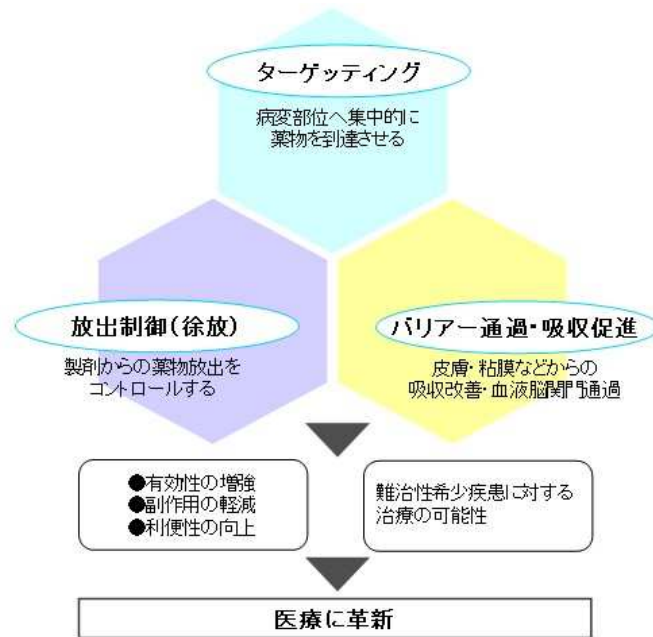 ターゲッティング
病変部位へ集中的に
薬物を到達させる
放出制御(徐放)
製剤からの薬物放出を
コントロールする
バリアー通過・吸収促進
皮膚・粘膜などからの
吸収改善・血液脳関門通過
●有効性の増強
●副作用の軽減
●利便性の向上
難治性希少疾患に対する
治療の可能性
医療に革新